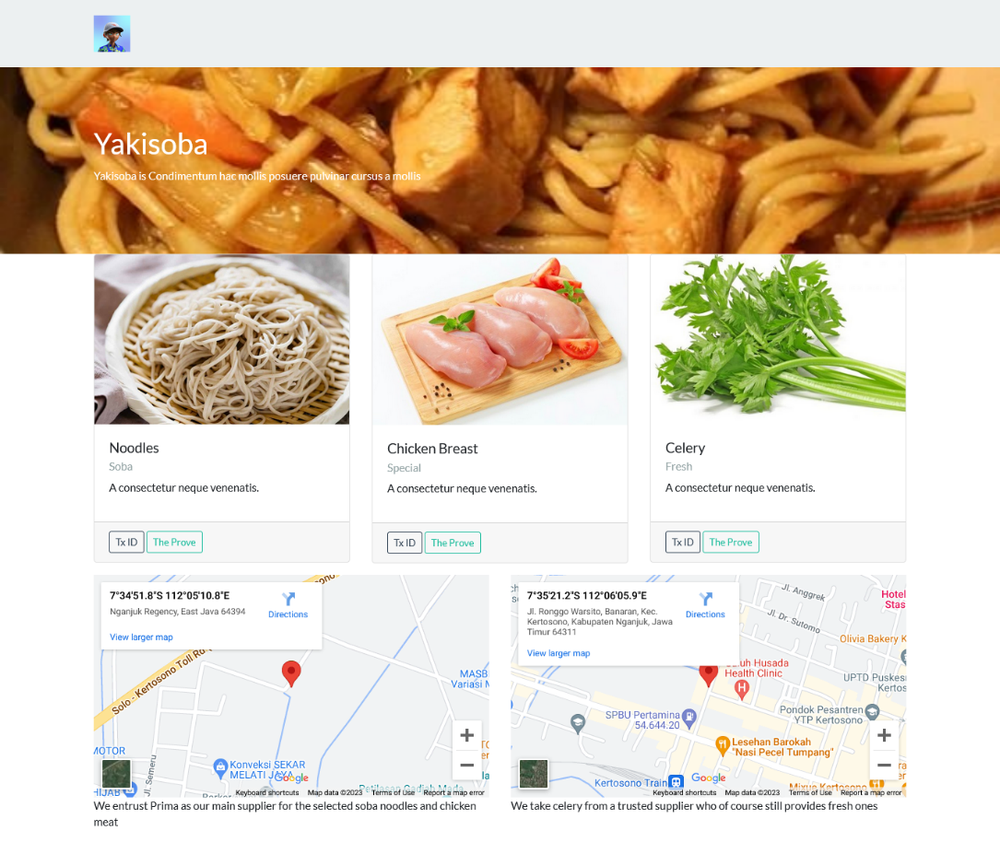 Yakisoba
Yakisoba is Condimentum hac mollis posuere pulvinar cursus a mollis
Noodles
Soba
A consectetur neque venenatis.
Tx ID
The Prove
Chicken Breast
Special
A consectetur neque venenatis.
Tx ID
The Prove
Celery
Fresh
A consectetur neque venenatis.
Tx ID
The Prove
7°34'51.8"S 112°05'10.8"E
Nganjuk Regency, East Java 64394
Directions
View larger map
Solo - Kertosono Toll Ro
ono
MASB
Variasi M
MOTOR
Jl. Semeru
Konveksi SEKAR
MELATI JAYA
HIJAB
Google
Keyboard shortcuts
Map data ©2023
Terms of Use
Report a map error
We entrust Prima as our main supplier for the selected soba noodles and chicken
meat
7°35'21.2"S 112°06'05.9"E
Jl. Ronggo Warsito, Banaran, Kec.
Kertosono, Kabupaten Nganjuk, Jawa
Timur 64311
Directions
View larger map
Jl. Anggrek
Jl. Dr. Sutomo
Hotel
Stas
Olivia Bakery K
Husada
Health Clinic
UPTD Puskes
Kertos
SPBU Pertamina
54.644.20
Pondok Pesantren
YTP Kertosono
Lesehan Barokah
"Nasi Pecel Tumpang"
Kertosono Train
Mixue Kertosono
Google
Keyboard shortcuts
Map data ©2023
Terms of Use
Report a map error
We take celery from a trusted supplier who of course still provides fresh ones